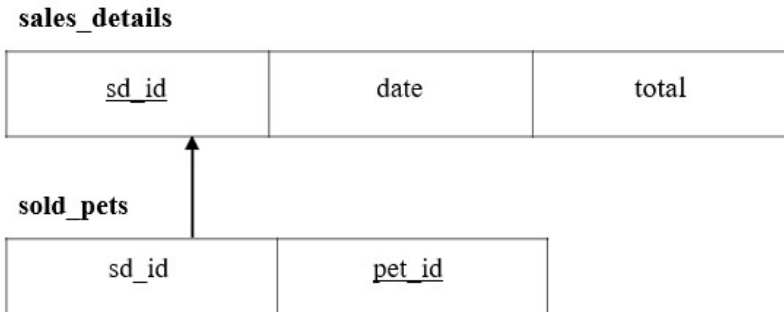 sales_details
sd_id date total
sold_pets
sd_id pet_id